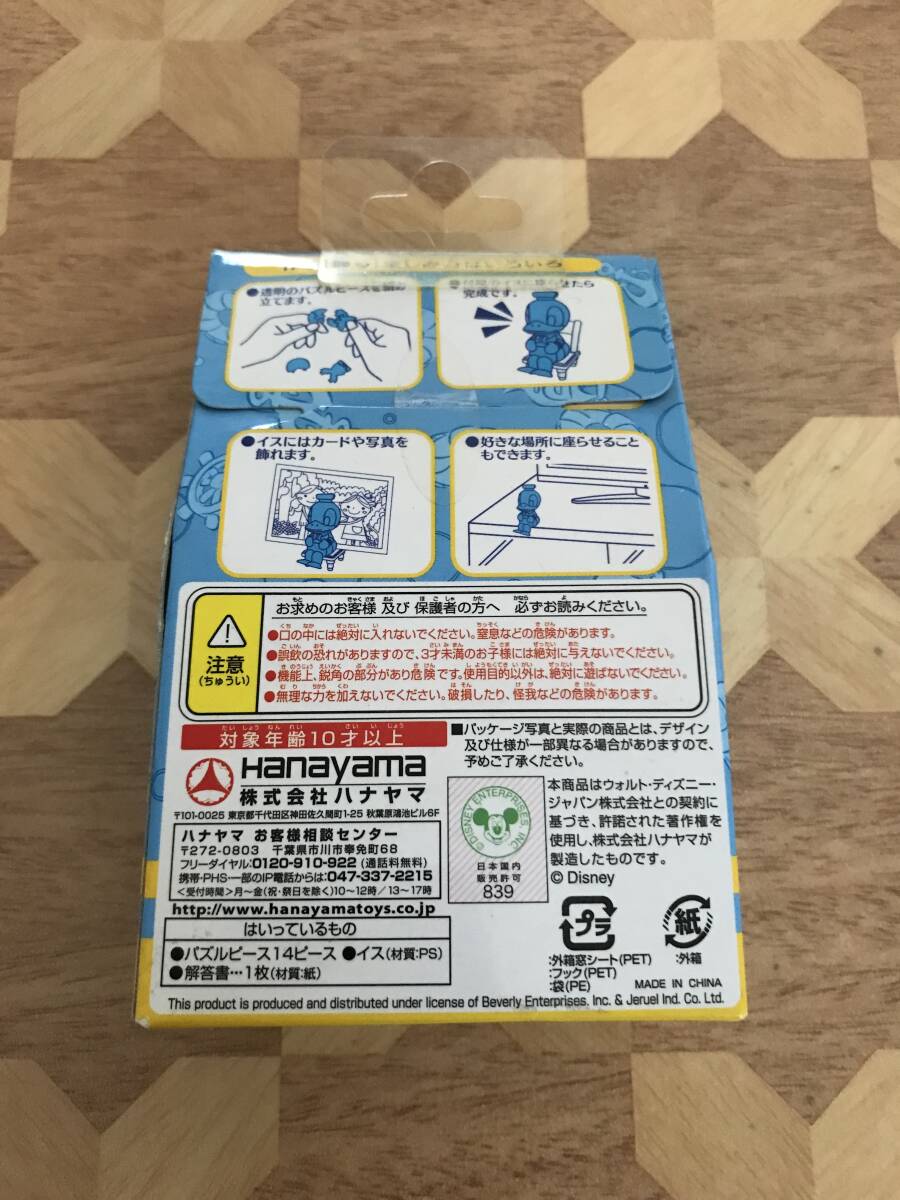 楽しみ方はいろいろ
●透明のパズルピースを組み
立てます。
完成です。
●イスにはカードや写真を
飾れます。
●好きな場所に座らせること
もできます。
注意
(ちゅうい)
お求めのお客様 及び 保護者の方へ 必ずお読みください。
●口の中には絶対に入れないでください。窒息などの危険があります。
●誤飲の恐れがありますので、3才未満のお子様には絶対に与えないでください。
●機能上、鋭角の部分があり危険です。使用目的以外は、絶対に遊ばないでください。
●無理な力を加えないでください。破損したり、怪我などの危険があります。
対象年齢10才以上
■パッケージ写真と実際の商品とは、デザイン
及び仕様が一部異なる場合がありますので、
予めご了承ください。
Hanayama
株式会社ハナヤマ
〒101-0025 東京都千代田区神田佐久間町1-25 秋葉原鴻池ビル6F
ハナヤマ お客様相談センター
〒272-0803 千葉県市川市奉免町68
フリーダイヤル:0120-910-922 (通話料無料)
携帯・PHS・一部のIP電話からは:047-337-2215
<受付時間>月~金(祝・祭日を除く)10~12時/13~17時
http://www.hanayamatoys.co.jp
はいっているもの
●パズルピース14ピース ●イス(材質:PS)
●解答書…1枚(材質:紙)
©DISNEY ENTERPRISES INC
日本国内
販売許可
839
本商品はウォルト・ディズニー・
ジャパン株式会社との契約に
基づき、許諾された著作権を
使用し、株式会社ハナヤマが
製造したものです。
© Disney
プラ
:外箱窓シート(PET)
:フック(PET)
:袋(PE)
紙
:外箱
MADE IN CHINA
This product is produced and distributed under license of Beverly Enterprises, Inc. & Jeruel Ind. Co. Ltd.